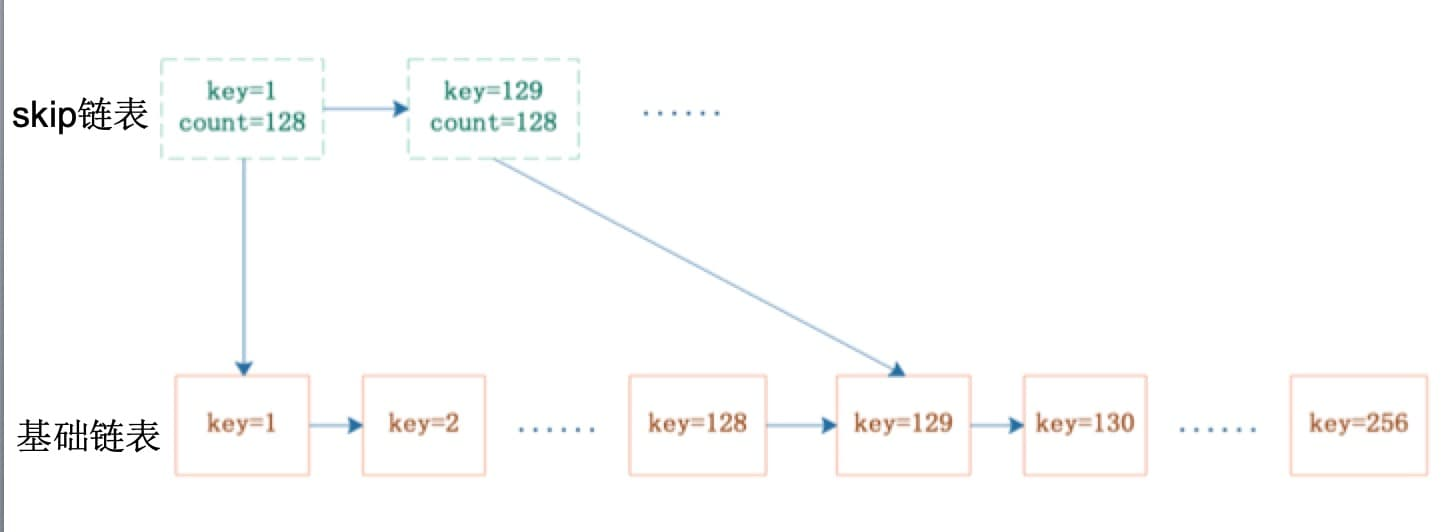 skip链表
key=1
count=128
key=129
count=128
......
基础链表
key=1
key=2
......
key=128
key=129
key=130
......
key=256